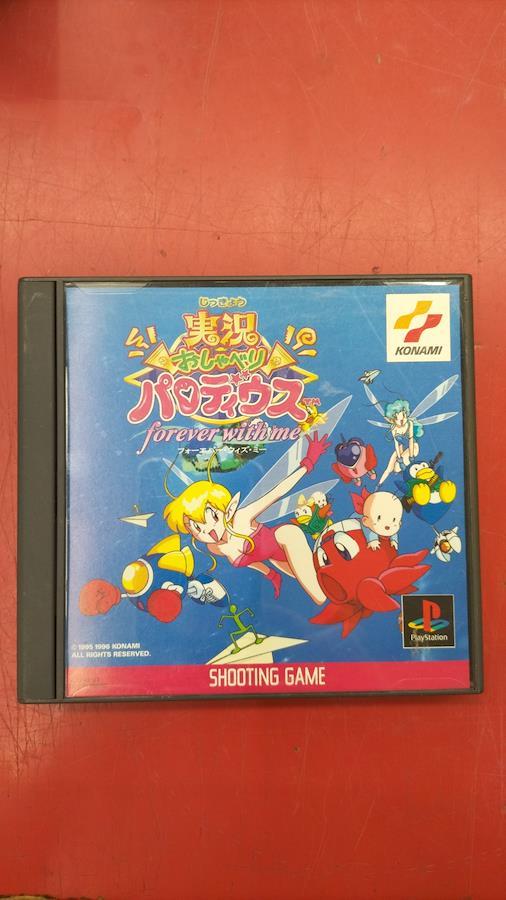 じっきょう
実況
おしゃべり
パロディウス™
forever with me
フォーエバー・ウィズ・ミー
KONAMI
PlayStation
© 1995 1996 KONAMI
ALL RIGHTS RESERVED.
SHOOTING GAME